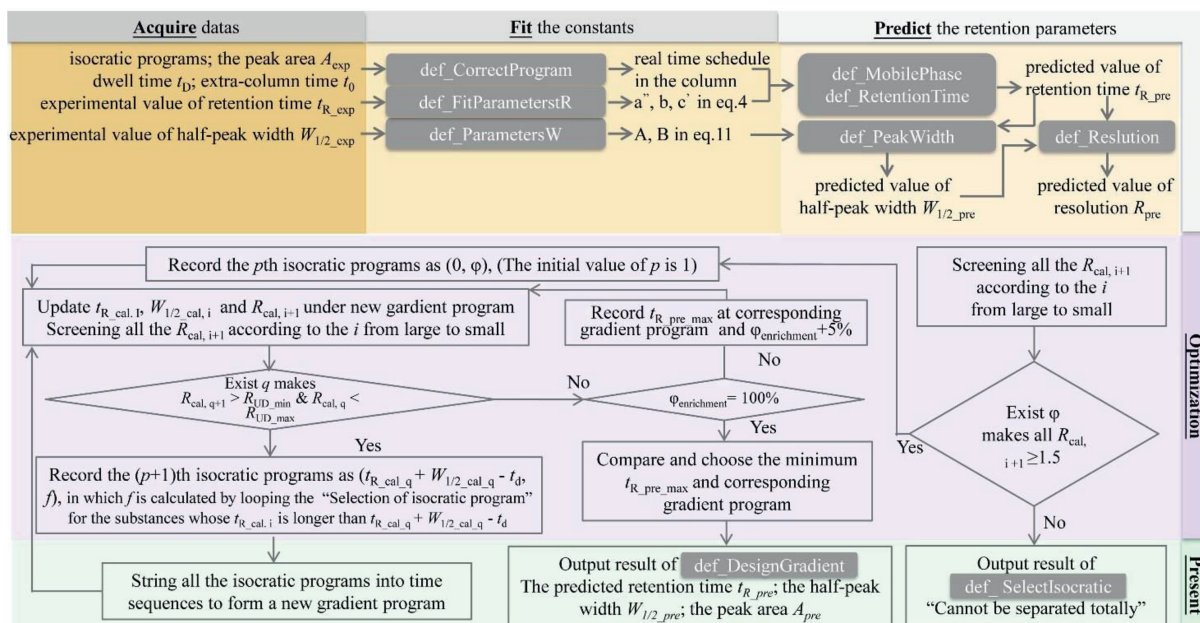 Acquire datas
Fit the constants
Predict the retention parameters
isocratic programs; the peak area A_exp
dwell time t_D; extra-column time t_0
experimental value of retention time t_R_exp
experimental value of half-peak width W_1/2_exp
def_CorrectProgram
def_FitParameterstR
def_ParametersW
real time schedule
in the column
a'', b, c` in eq.4
A, B in eq.11
def_MobilePhase
def_RetentionTime
predicted value of
retention time t_R_pre
def_PeakWidth
def_Reslution
predicted value of
half-peak width W_1/2_pre
predicted value of
resolution R_pre
Record the pth isocratic programs as (0, φ), (The initial value of p is 1)
Update t_R_cal. I, W_1/2_cal, i and R_cal, i+1 under new gardient program
Screening all the R_cal, i+1 according to the i from large to small
Record t_R_pre_max at corresponding
gradient program and φ_enrichment+5%
Screening all the
R_cal, i+1
according to the i
from large to
small
No
Exist q makes
R_cal, q+1 > R_UD_min & R_cal, q <
R_UD_max
No
φ_enrichment= 100%
Yes
Yes
Exist φ
makes all R_cal,
i+1 ≥1.5
Yes
No
Record the (p+1)th isocratic programs as (t_R_cal_q + W_1/2_cal_q - t_d,
f), in which f is calculated by looping the “Selection of isocratic program”
for the substances whose t_R_cal. i is longer than t_R_cal_q + W_1/2_cal_q - t_d
Compare and choose the minimum
t_R_pre_max and corresponding
gradient program
Optimization
String all the isocratic programs into time
sequences to form a new gradient program
Output result of def_DesignGradient
The predicted retention time t_R_pre; the half-peak
width W_1/2_pre; the peak area A_pre
Output result of
def_SelectIsocratic
“Cannot be separated totally”
Present